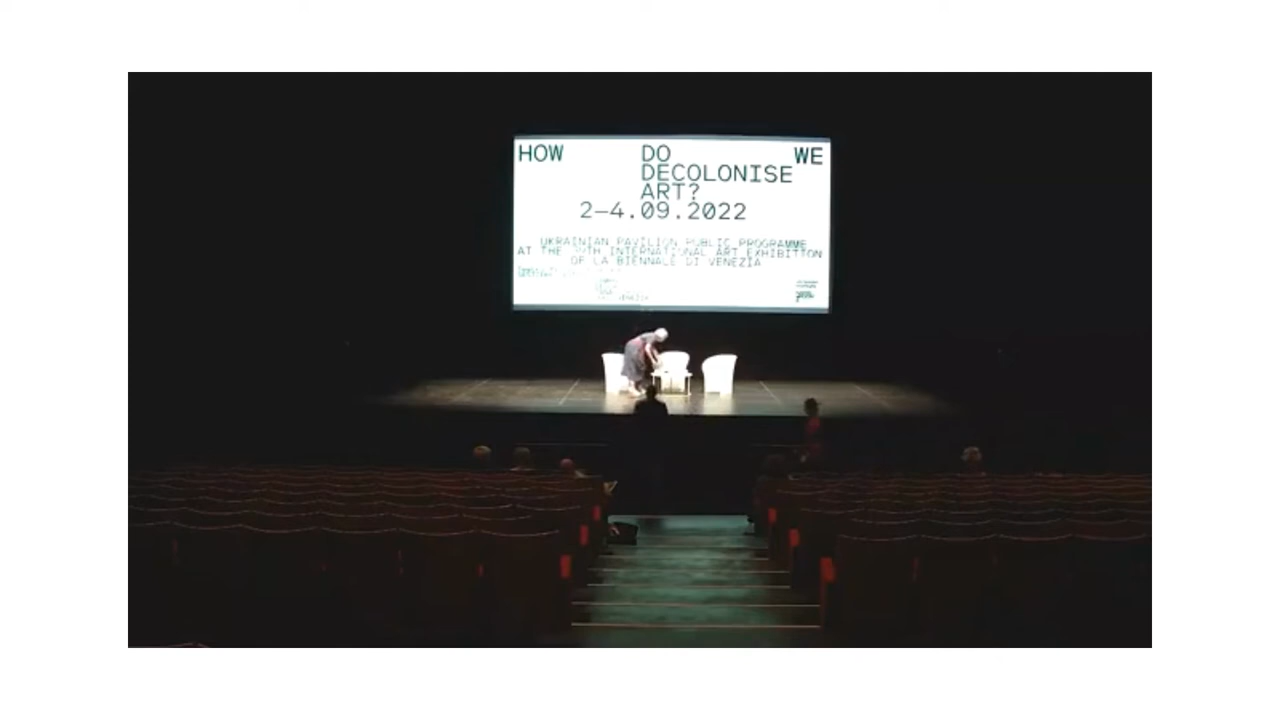 HOW DO WE
DECOLONISE
ART?
2–4.09.2022
UKRAINIAN PAVILION PUBLIC PROGRAMME
AT THE INTERNATIONAL ART EXHIBITION
OF LA BIENNALE DI VENEZIA